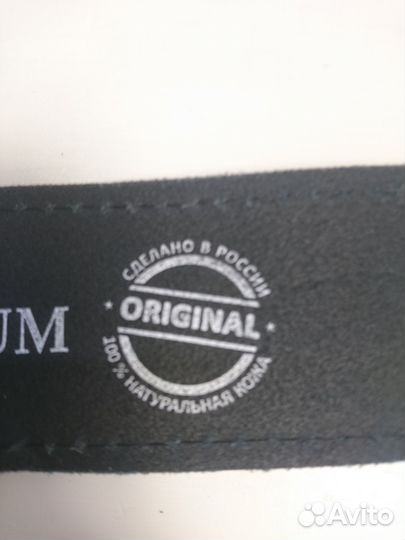 СДЕЛАНО В РОССИИ
UM
ORIGINAL
100 % НАТУРАЛЬНАЯ КОЖА
Avito